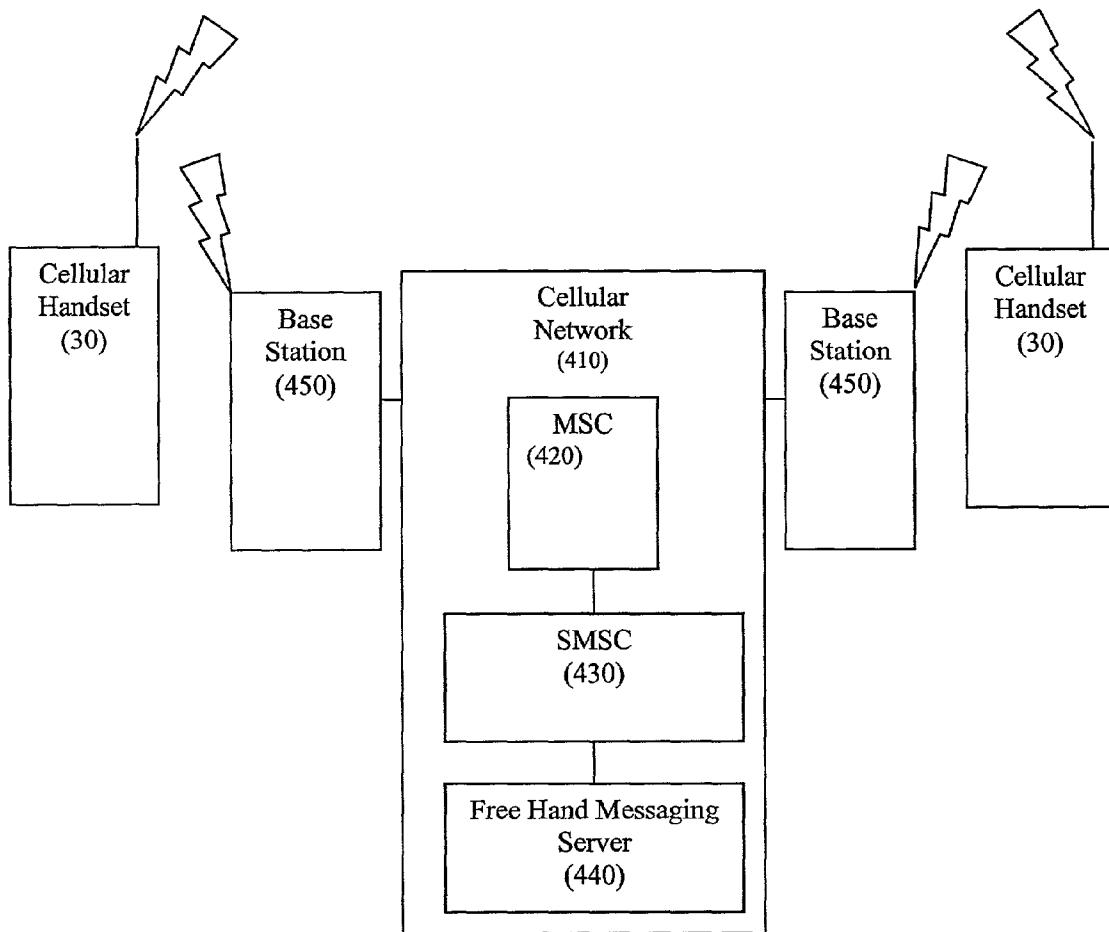 Cellular
Handset
(30)
Base
Station
(450)
Cellular
Network
(410)
MSC
(420)
SMSC
(430)
Free Hand Messaging
Server
(440)
Base
Station
(450)
Cellular
Handset
(30)